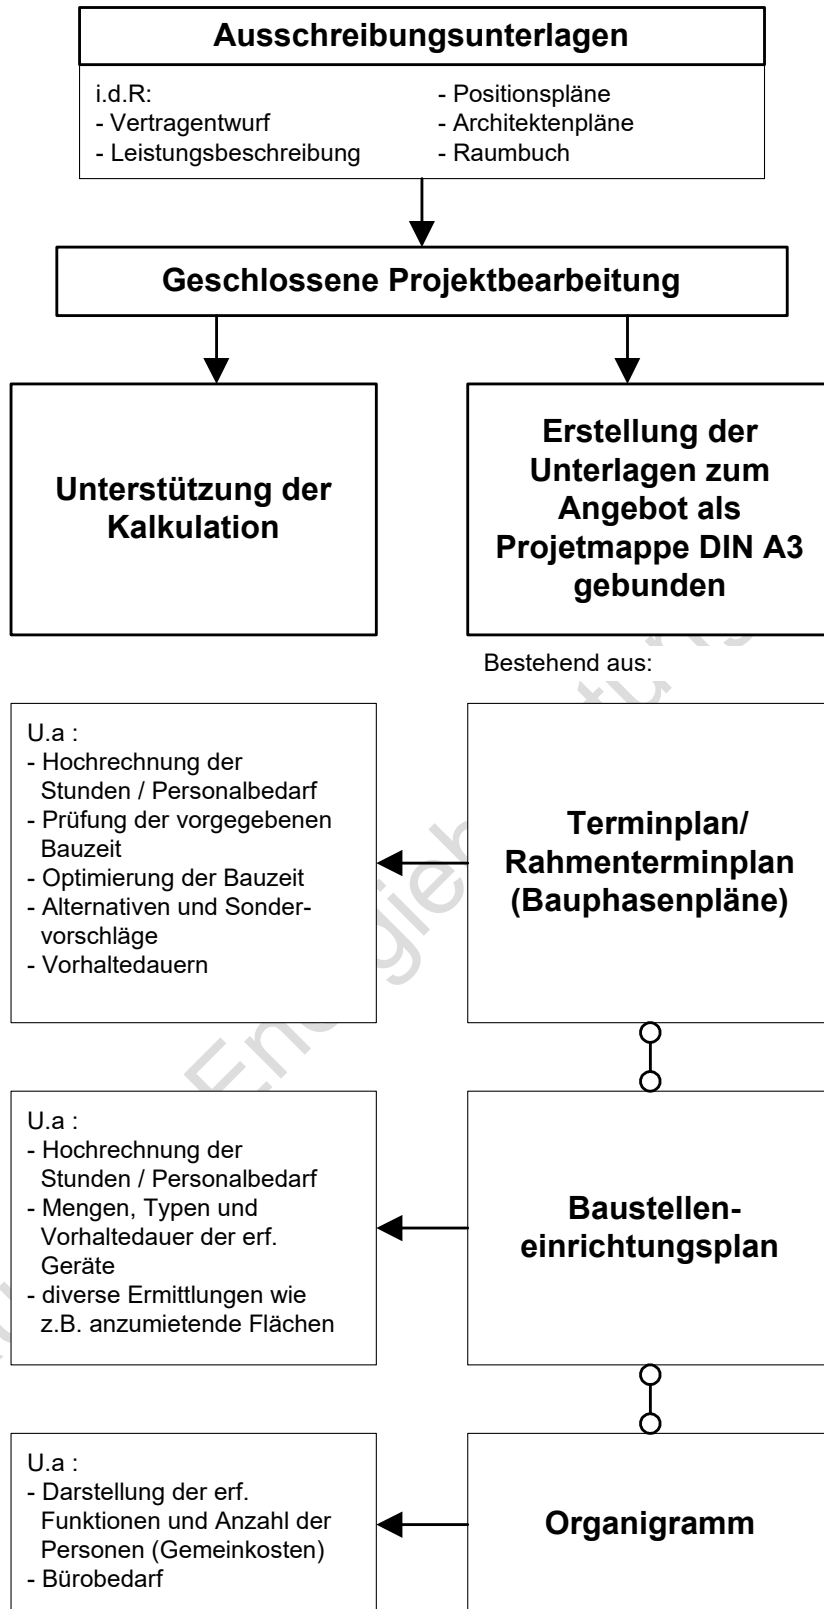 Ausschreibungsunterlagen
i.d.R:
- Vertragentwurf
- Leistungsbeschreibung
- Positionspläne
- Architektenpläne
- Raumbuch
Geschlossene Projektbearbeitung
Unterstützung der
Kalkulation
Erstellung der
Unterlagen zum
Angebot als
Projetmappe DIN A3
gebunden
Bestehend aus:
U.a :
- Hochrechnung der
Stunden / Personalbedarf
- Prüfung der vorgegebenen
Bauzeit
- Optimierung der Bauzeit
- Alternativen und Sonder-
vorschläge
- Vorhaltedauern
Terminplan/
Rahmenterminplan
(Bauphasenpläne)
U.a :
- Hochrechnung der
Stunden / Personalbedarf
- Mengen, Typen und
Vorhaltedauer der erf.
Geräte
- diverse Ermittlungen wie
z.B. anzumietende Flächen
Baustellen-
einrichtungsplan
U.a :
- Darstellung der erf.
Funktionen und Anzahl der
Personen (Gemeinkosten)
- Bürobedarf
Organigramm